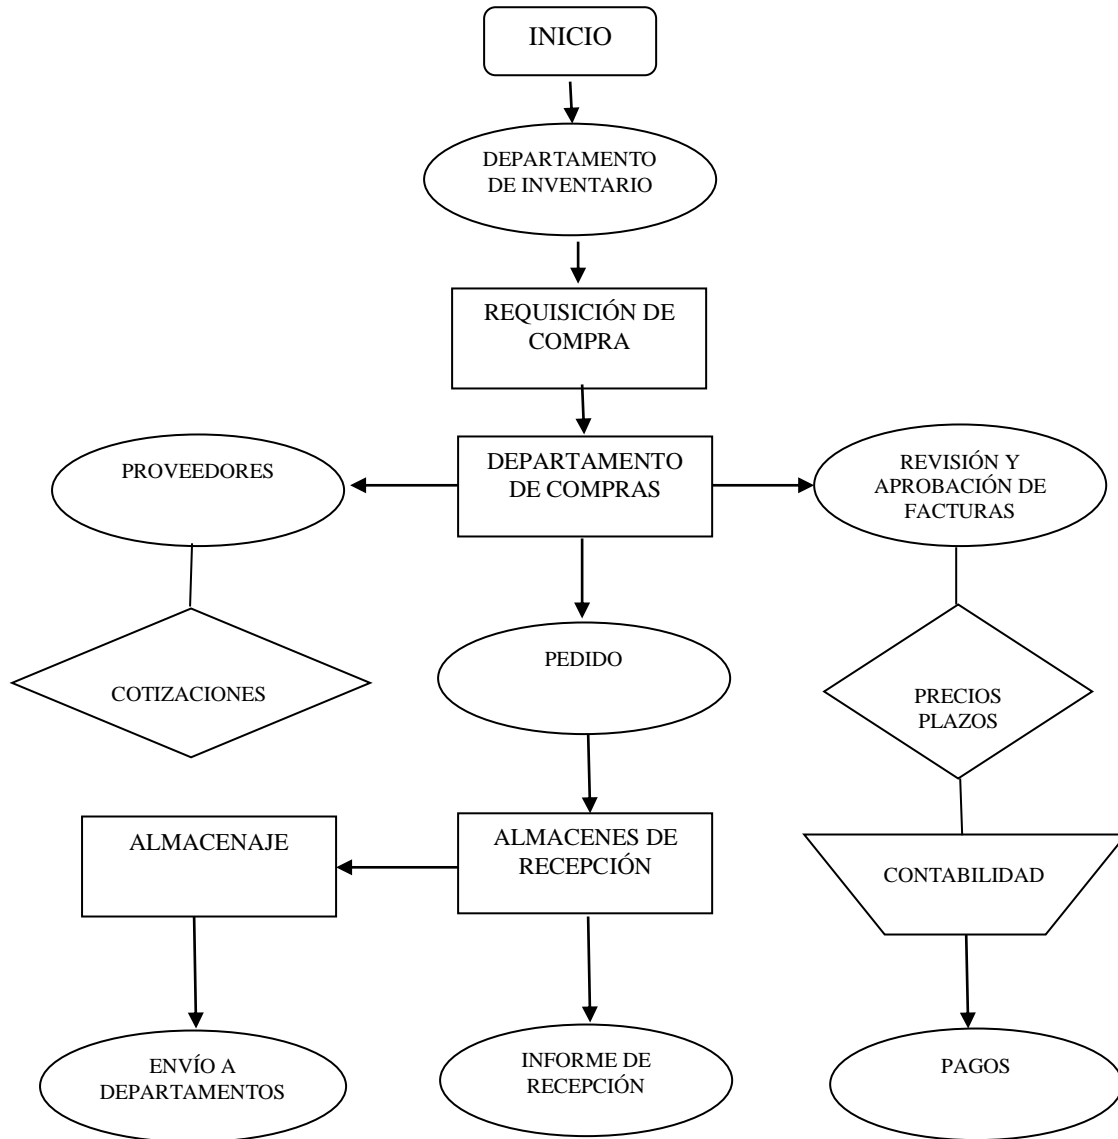 INICIO
DEPARTAMENTO
DE INVENTARIO
REQUISICIÓN DE
COMPRA
PROVEEDORES
DEPARTAMENTO
DE COMPRAS
REVISIÓN Y
APROBACIÓN DE
FACTURAS
COTIZACIONES
PEDIDO
PRECIOS
PLAZOS
ALMACENAJE
ALMACENES DE
RECEPCIÓN
CONTABILIDAD
ENVÍO A
DEPARTAMENTOS
INFORME DE
RECEPCIÓN
PAGOS